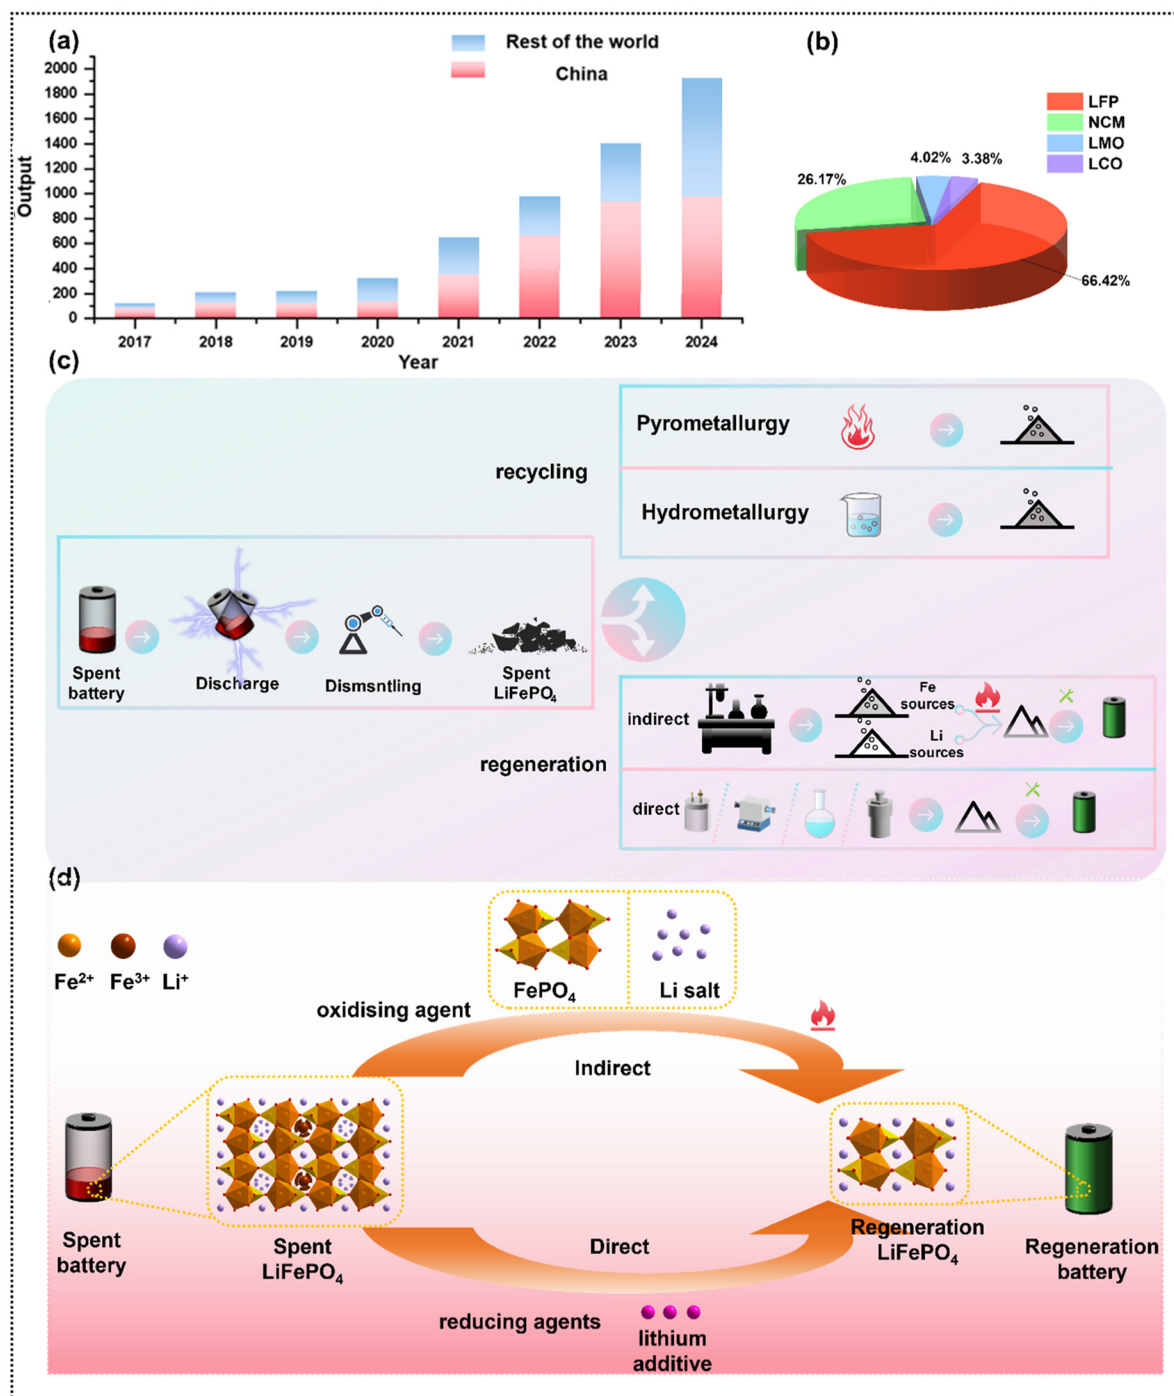 (a)
Rest of the world
China
2000
1800
1600
1400
1200
1000
800
600
400
200
0
Output
2017 2018 2019 2020 2021 2022 2023 2024
Year
(b)
LFP
NCM
LMO
LCO
4.02% 3.38%
26.17%
66.42%
(c)
recycling
Pyrometallurgy
Hydrometallurgy
Spent
battery
Discharge
Dismsntling
Spent
LiFePO₄
regeneration
indirect
Fe
sources
Li
sources
direct
(d)
Fe²⁺ Fe³⁺ Li⁺
FePO₄
Li salt
oxidising agent
Indirect
Spent
battery
Spent
LiFePO₄
Direct
Regeneration
LiFePO₄
Regeneration
battery
reducing agents
lithium
additive